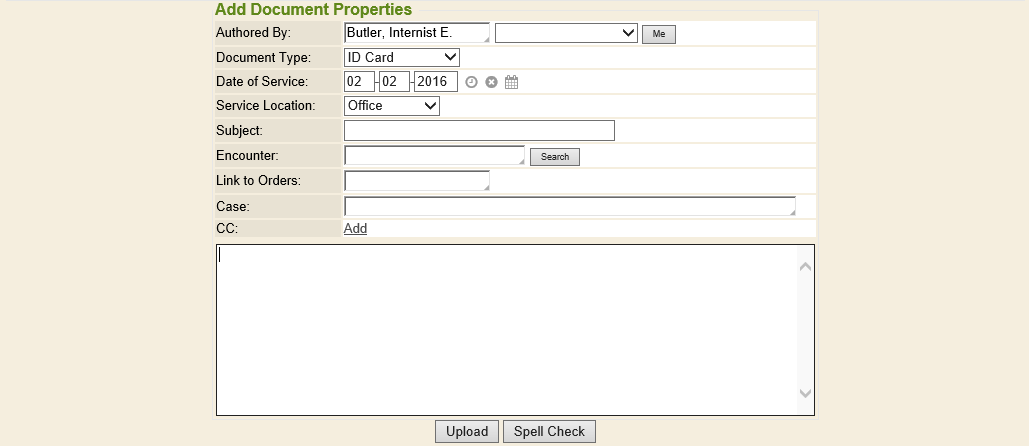 Add Document Properties
Authored By: Butler, Internist E. Me
Document Type: ID Card
Date of Service: 02-02-2016
Service Location: Office
Subject:
Encounter: Search
Link to Orders:
Case:
CC: Add
Upload Spell Check